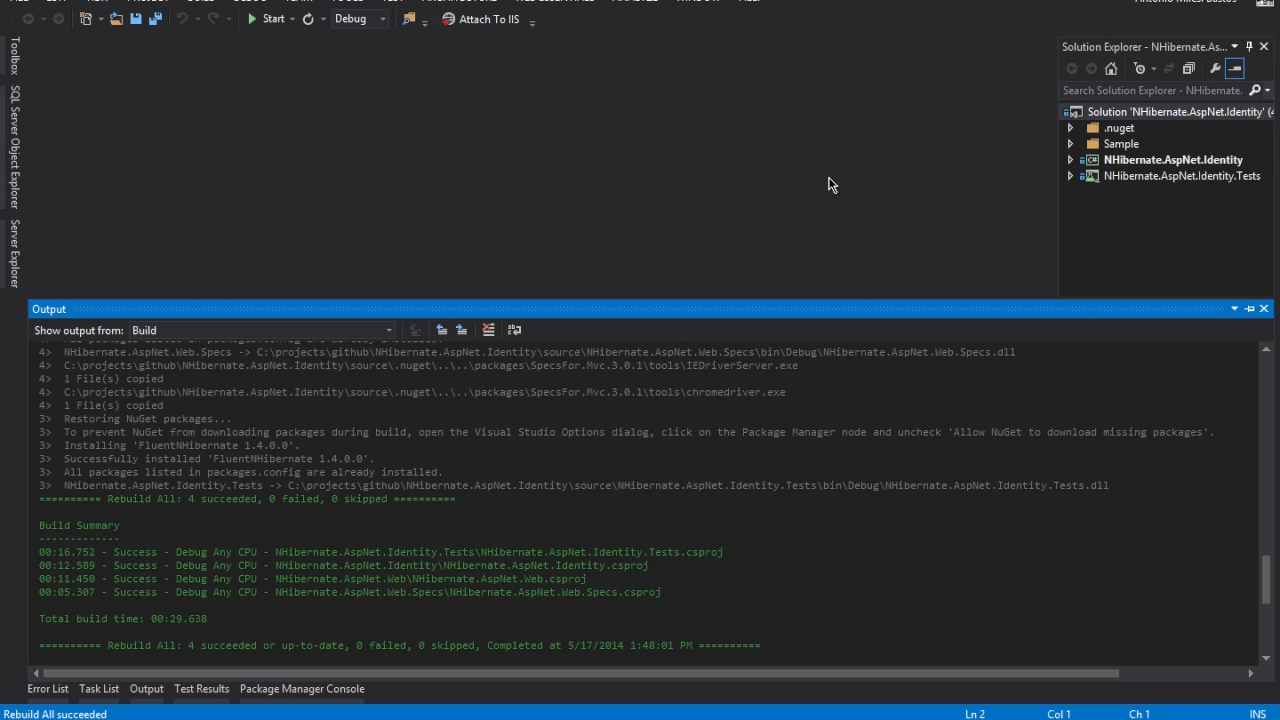 Start
Debug
Attach To IIS
Toolbox
SQL Server Object Explorer
Server Explorer
Solution Explorer - NHibernate.As...
Search Solution Explorer - NHibernate.
Solution 'NHibernate.AspNet.Identity' (4
.nuget
Sample
NHibernate.AspNet.Identity
NHibernate.AspNet.Identity.Tests
Output
Show output from: Build
4> All packages listed in packages.config are already installed.
4> NHibernate.AspNet.Web.Specs -> C:\projects\github\NHibernate.AspNet.Identity\source\NHibernate.AspNet.Web.Specs\bin\Debug\NHibernate.AspNet.Web.Specs.dll
4> C:\projects\github\NHibernate.AspNet.Identity\source\.nuget\..\..\packages\SpecsFor.Mvc.3.0.1\tools\IEDriverServer.exe
4> 1 File(s) copied
4> C:\projects\github\NHibernate.AspNet.Identity\source\.nuget\..\..\packages\SpecsFor.Mvc.3.0.1\tools\chromedriver.exe
4> 1 File(s) copied
3> Restoring NuGet packages...
3> To prevent NuGet from downloading packages during build, open the Visual Studio Options dialog, click on the Package Manager node and uncheck 'Allow NuGet to download missing packages'.
3> Installing 'FluentNHibernate 1.4.0.0'.
3> Successfully installed 'FluentNHibernate 1.4.0.0'.
3> All packages listed in packages.config are already installed.
3> NHibernate.AspNet.Identity.Tests -> C:\projects\github\NHibernate.AspNet.Identity\source\NHibernate.AspNet.Identity.Tests\bin\Debug\NHibernate.AspNet.Identity.Tests.dll
========== Rebuild All: 4 succeeded, 0 failed, 0 skipped ==========
Build Summary
-------------
00:16.752 - Success - Debug Any CPU - NHibernate.AspNet.Identity.Tests\NHibernate.AspNet.Identity.Tests.csproj
00:12.589 - Success - Debug Any CPU - NHibernate.AspNet.Identity\NHibernate.AspNet.Identity.csproj
00:11.450 - Success - Debug Any CPU - NHibernate.AspNet.Web\NHibernate.AspNet.Web.csproj
00:05.307 - Success - Debug Any CPU - NHibernate.AspNet.Web.Specs\NHibernate.AspNet.Web.Specs.csproj
Total build time: 00:29.638
========== Rebuild All: 4 succeeded or up-to-date, 0 failed, 0 skipped, Completed at 5/17/2014 1:48:01 PM ==========
Error List Task List Output Test Results Package Manager Console
Rebuild All succeeded Ln 2 Col 1 Ch 1 INS